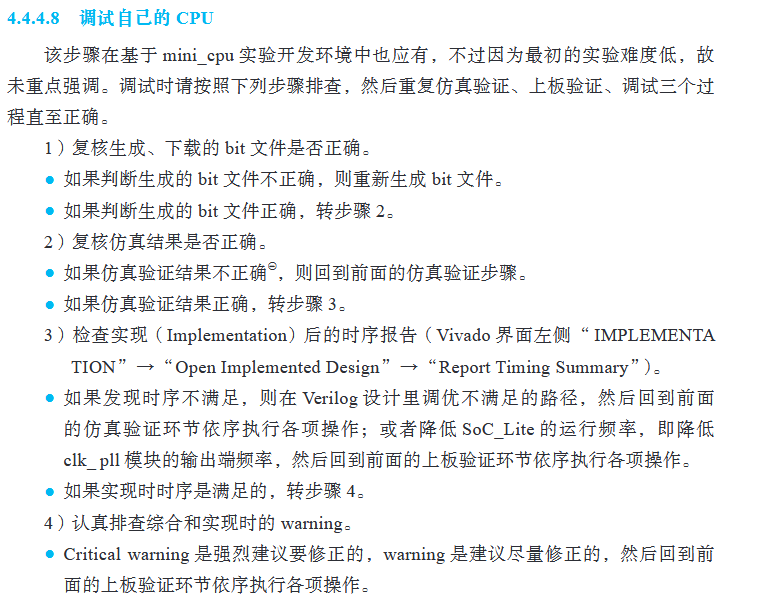 4.4.4.8 调试自己的 CPU
该步骤在基于 mini_cpu 实验开发环境中也应有，不过因为最初的实验难度低，故
未重点强调。调试时请按照下列步骤排查，然后重复仿真验证、上板验证、调试三个过
程直至正确。
1）复核生成、下载的 bit 文件是否正确。
● 如果判断生成的 bit 文件不正确，则重新生成 bit 文件。
● 如果判断生成的 bit 文件正确，转步骤 2。
2）复核仿真结果是否正确。
● 如果仿真验证结果不正确㊀，则回到前面的仿真验证步骤。
● 如果仿真验证结果正确，转步骤 3。
3）检查实现（Implementation）后的时序报告（Vivado 界面左侧“IMPLEMENTA
TION”→“Open Implemented Design”→“Report Timing Summary”）。
● 如果发现时序不满足，则在 Verilog 设计里调优不满足的路径，然后回到前面
的仿真验证环节依序执行各项操作；或者降低 SoC_Lite 的运行频率，即降低
clk_ pll 模块的输出端频率，然后回到前面的上板验证环节依序执行各项操作。
● 如果实现时时序是满足的，转步骤 4。
4）认真排查综合和实现时的 warning。
● Critical warning 是强烈建议要修正的，warning 是建议尽量修正的，然后回到前
面的上板验证环节依序执行各项操作。